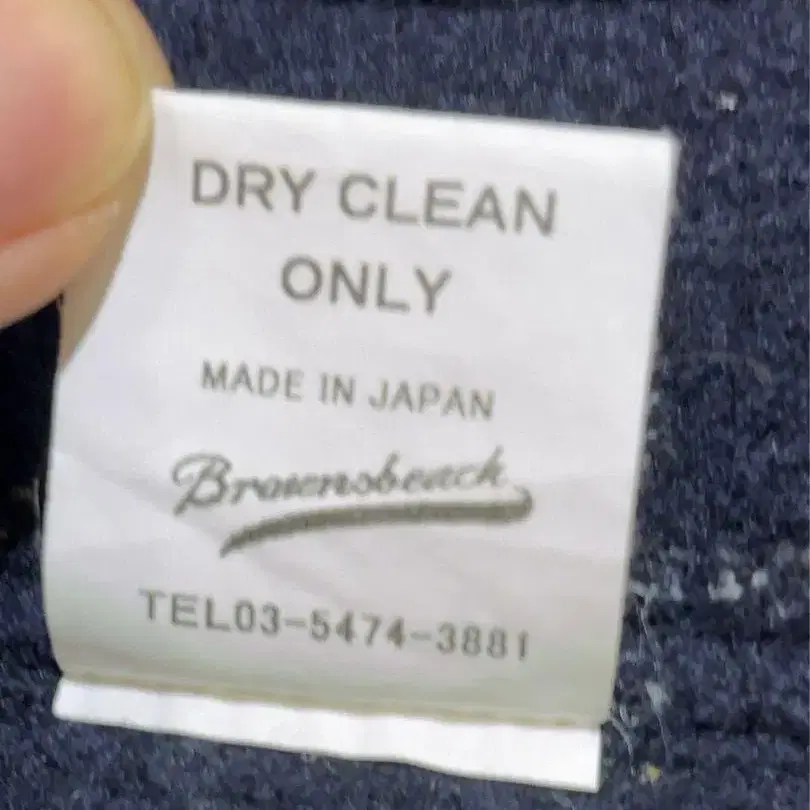 DRY CLEAN
ONLY
MADE IN JAPAN
Brownsbeach
TEL03-5474-3881